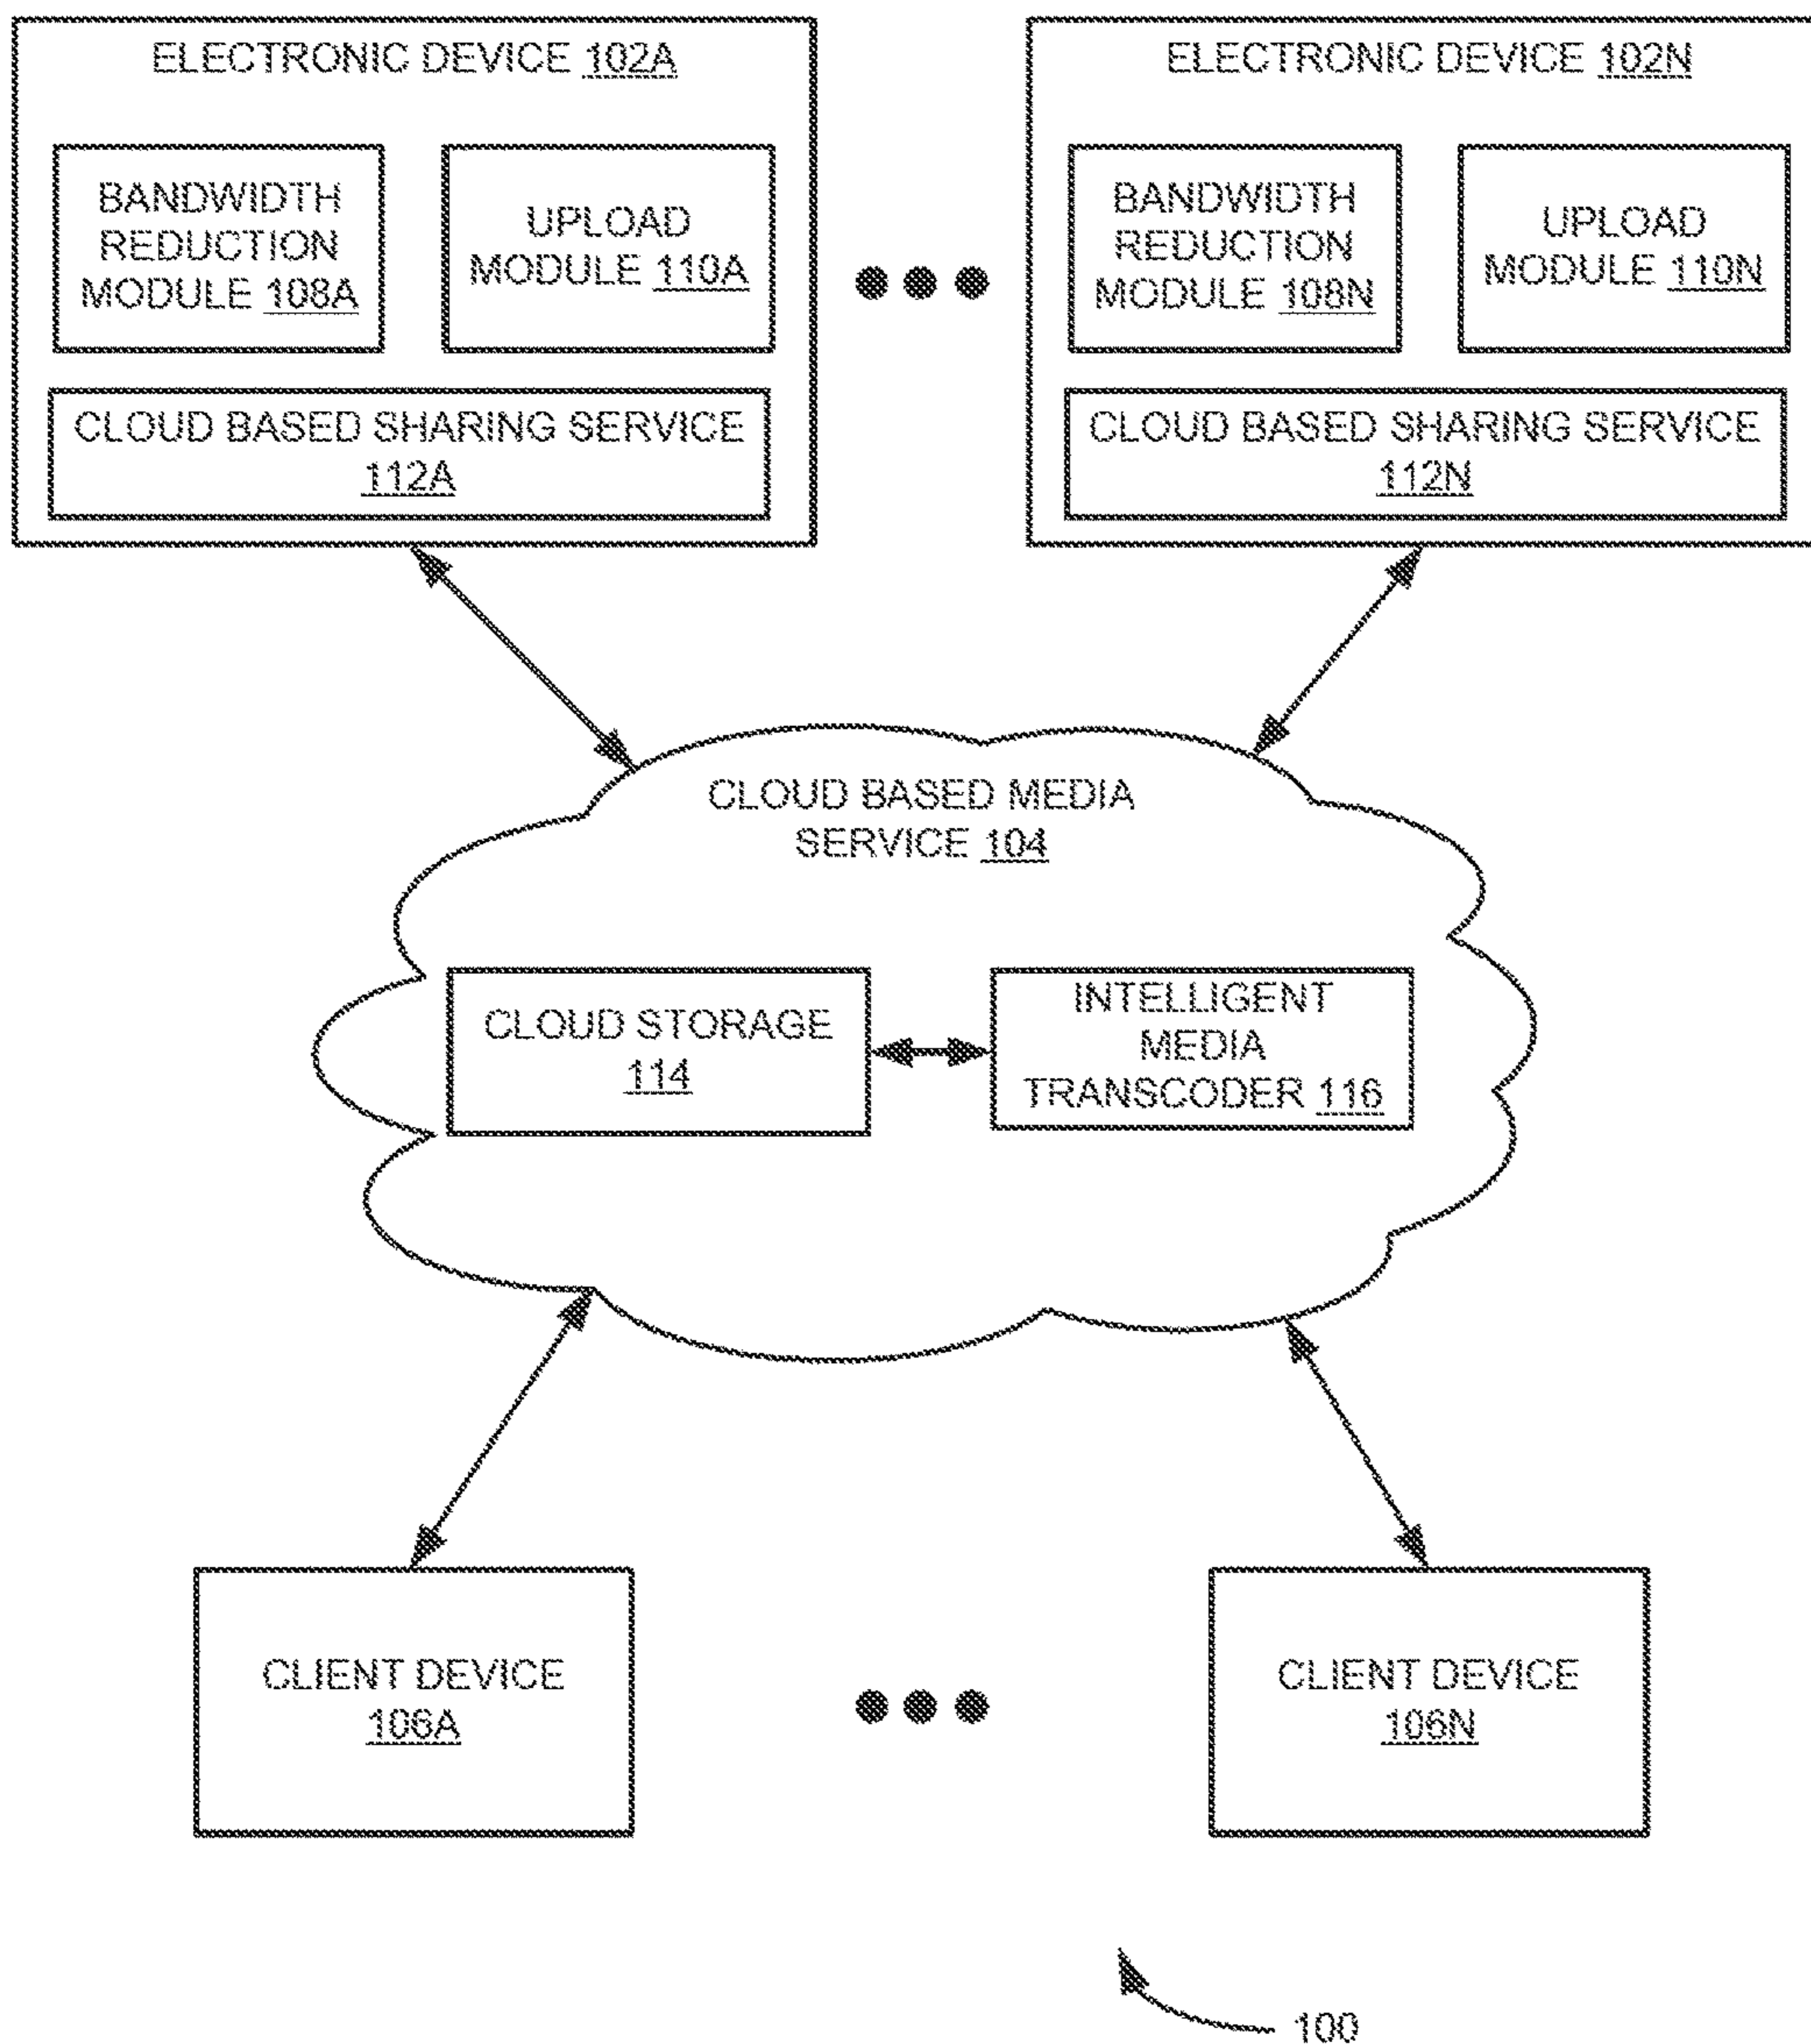 ELECTRONIC DEVICE 102A
BANDWIDTH
REDUCTION
MODULE 108A
UPLOAD
MODULE 110A
CLOUD BASED SHARING SERVICE
112A
ELECTRONIC DEVICE 102N
BANDWIDTH
REDUCTION
MODULE 108N
UPLOAD
MODULE 110N
CLOUD BASED SHARING SERVICE
112N
CLOUD BASED MEDIA
SERVICE 104
CLOUD STORAGE
114
INTELLIGENT
MEDIA
TRANSCODER 116
CLIENT DEVICE
106A
CLIENT DEVICE
106N
100